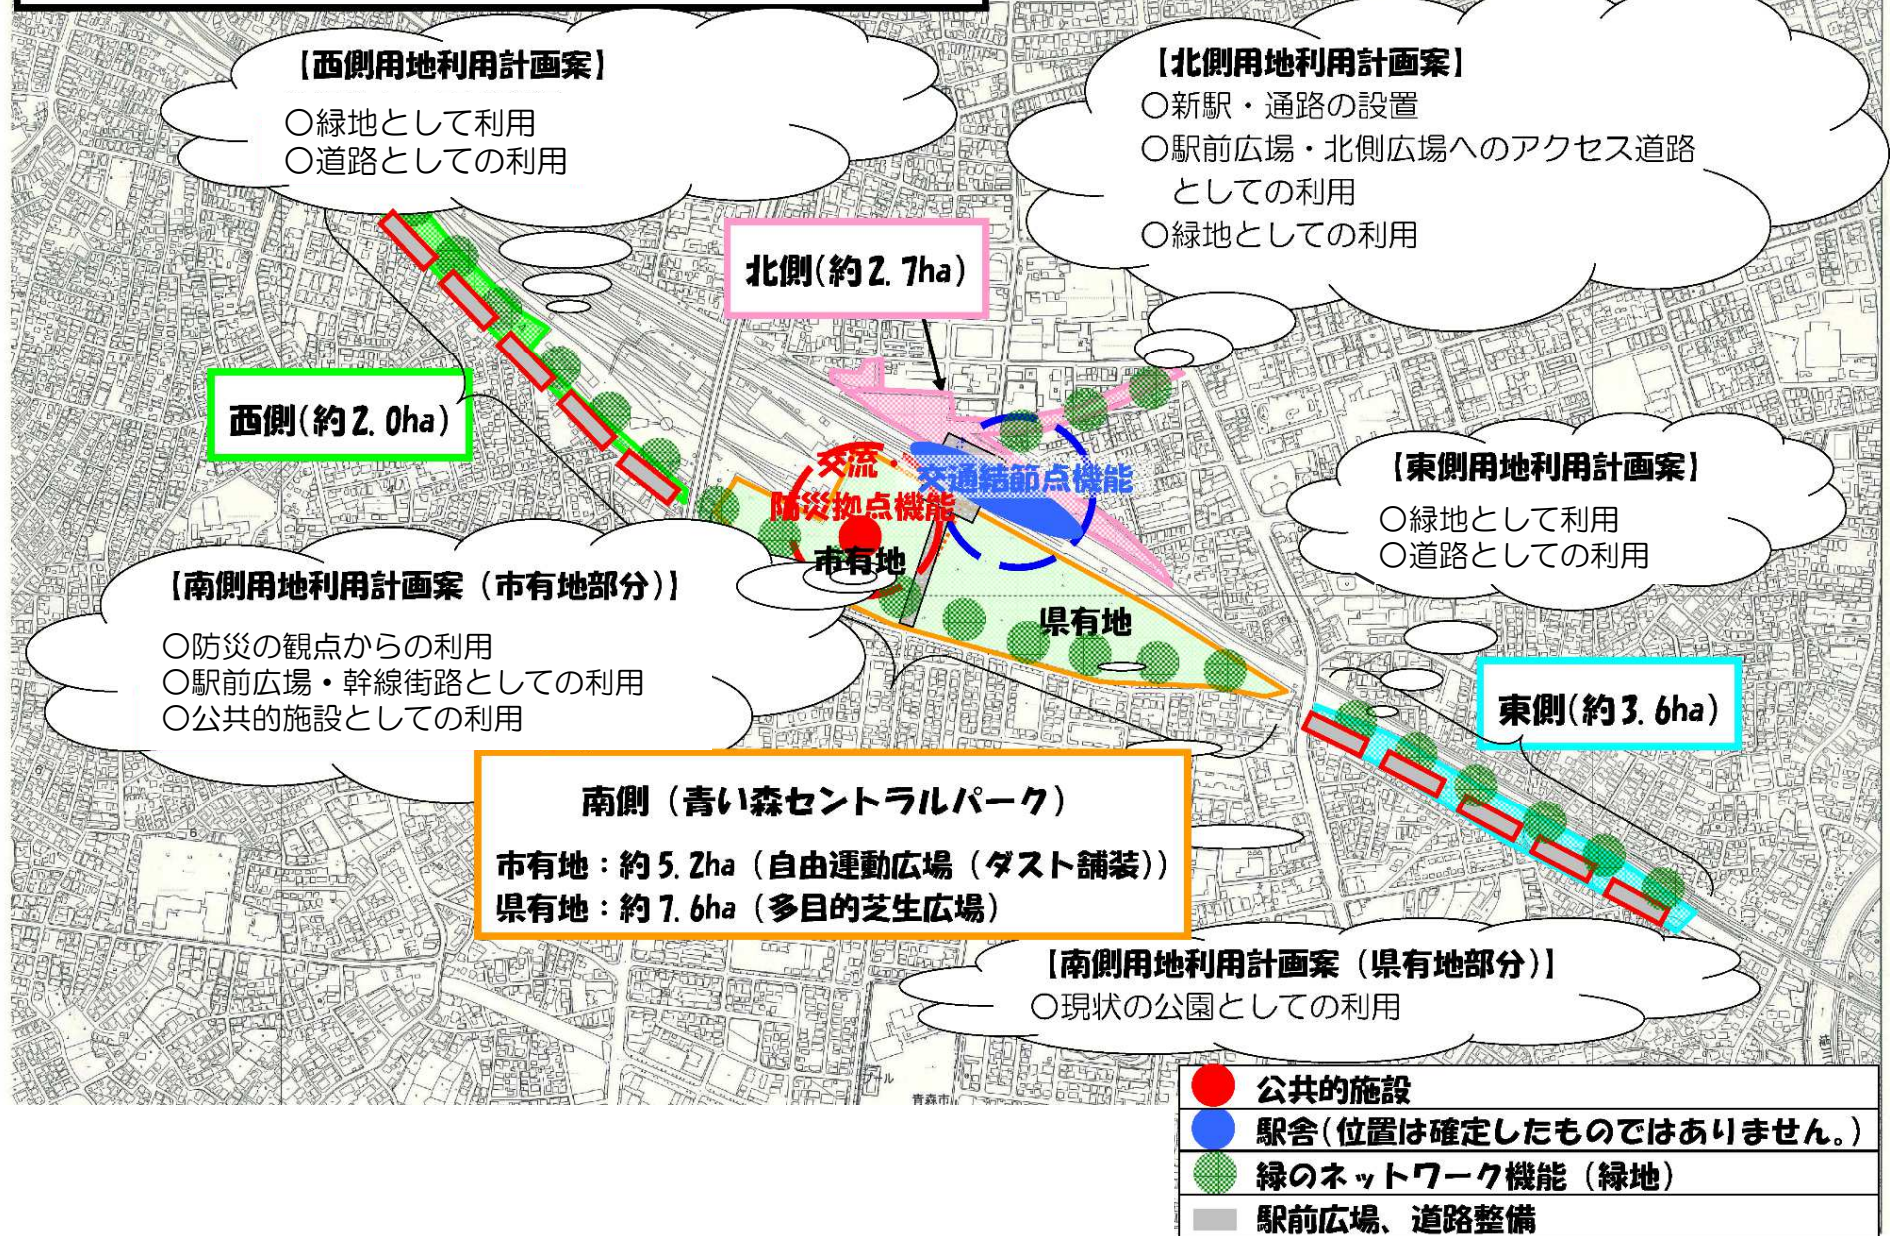 【西側用地利用計画案】
○緑地として利用
○道路としての利用
【北側用地利用計画案】
○新駅・通路の設置
○駅前広場・北側広場へのアクセス道路
としての利用
○緑地としての利用
北側(約2.7ha)
西側(約2.0ha)
交流・
防災拠点機能
交通結節点機能
市有地
県有地
【東側用地利用計画案】
○緑地として利用
○道路としての利用
【南側用地利用計画案（市有地部分）】
○防災の観点からの利用
○駅前広場・幹線街路としての利用
○公共的施設としての利用
東側(約3.6ha)
南側（青い森セントラルパーク）
市有地：約5.2ha（自由運動広場（ダスト舗装））
県有地：約7.6ha（多目的芝生広場）
【南側用地利用計画案（県有地部分）】
○現状の公園としての利用
青森市
公共的施設
駅舎(位置は確定したものではありません。)
緑のネットワーク機能（緑地）
駅前広場、道路整備